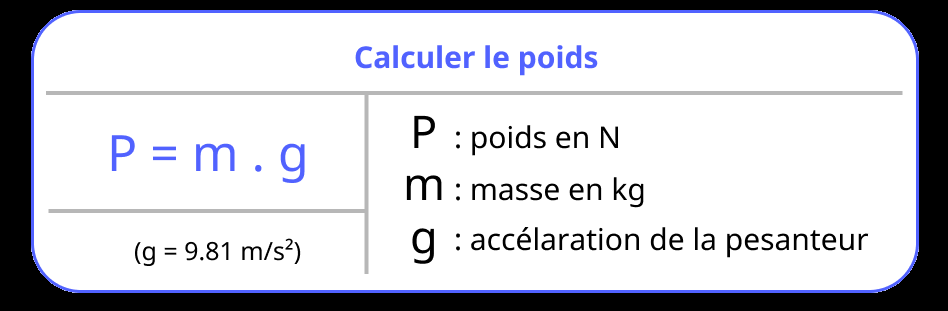 Calculer le poids
P = m . g
(g = 9.81 m/s²)
P : poids en N
m : masse en kg
g : accélaration de la pesanteur